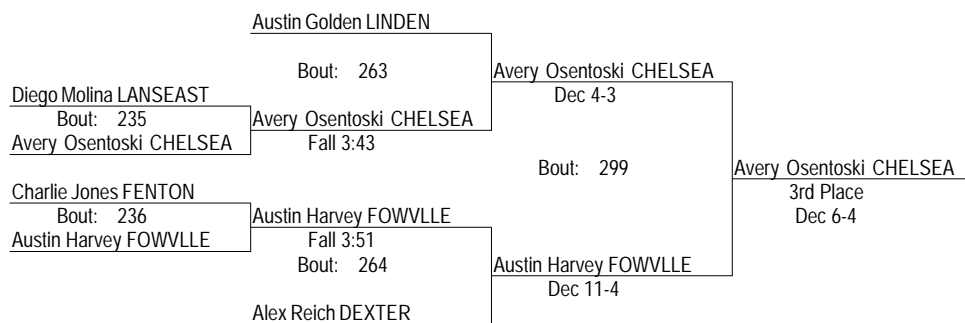 Austin Golden LINDEN
Bout: 263
Avery Osentoski CHELSEA
Dec 4-3
Diego Molina LANSEAST
Bout: 235
Avery Osentoski CHELSEA
Fall 3:43
Avery Osentoski CHELSEA
Bout: 299
Avery Osentoski CHELSEA
3rd Place
Dec 6-4
Charlie Jones FENTON
Bout: 236
Austin Harvey FOWVLLE
Fall 3:51
Austin Harvey FOWVLLE
Bout: 264
Austin Harvey FOWVLLE
Dec 11-4
Alex Reich DEXTER